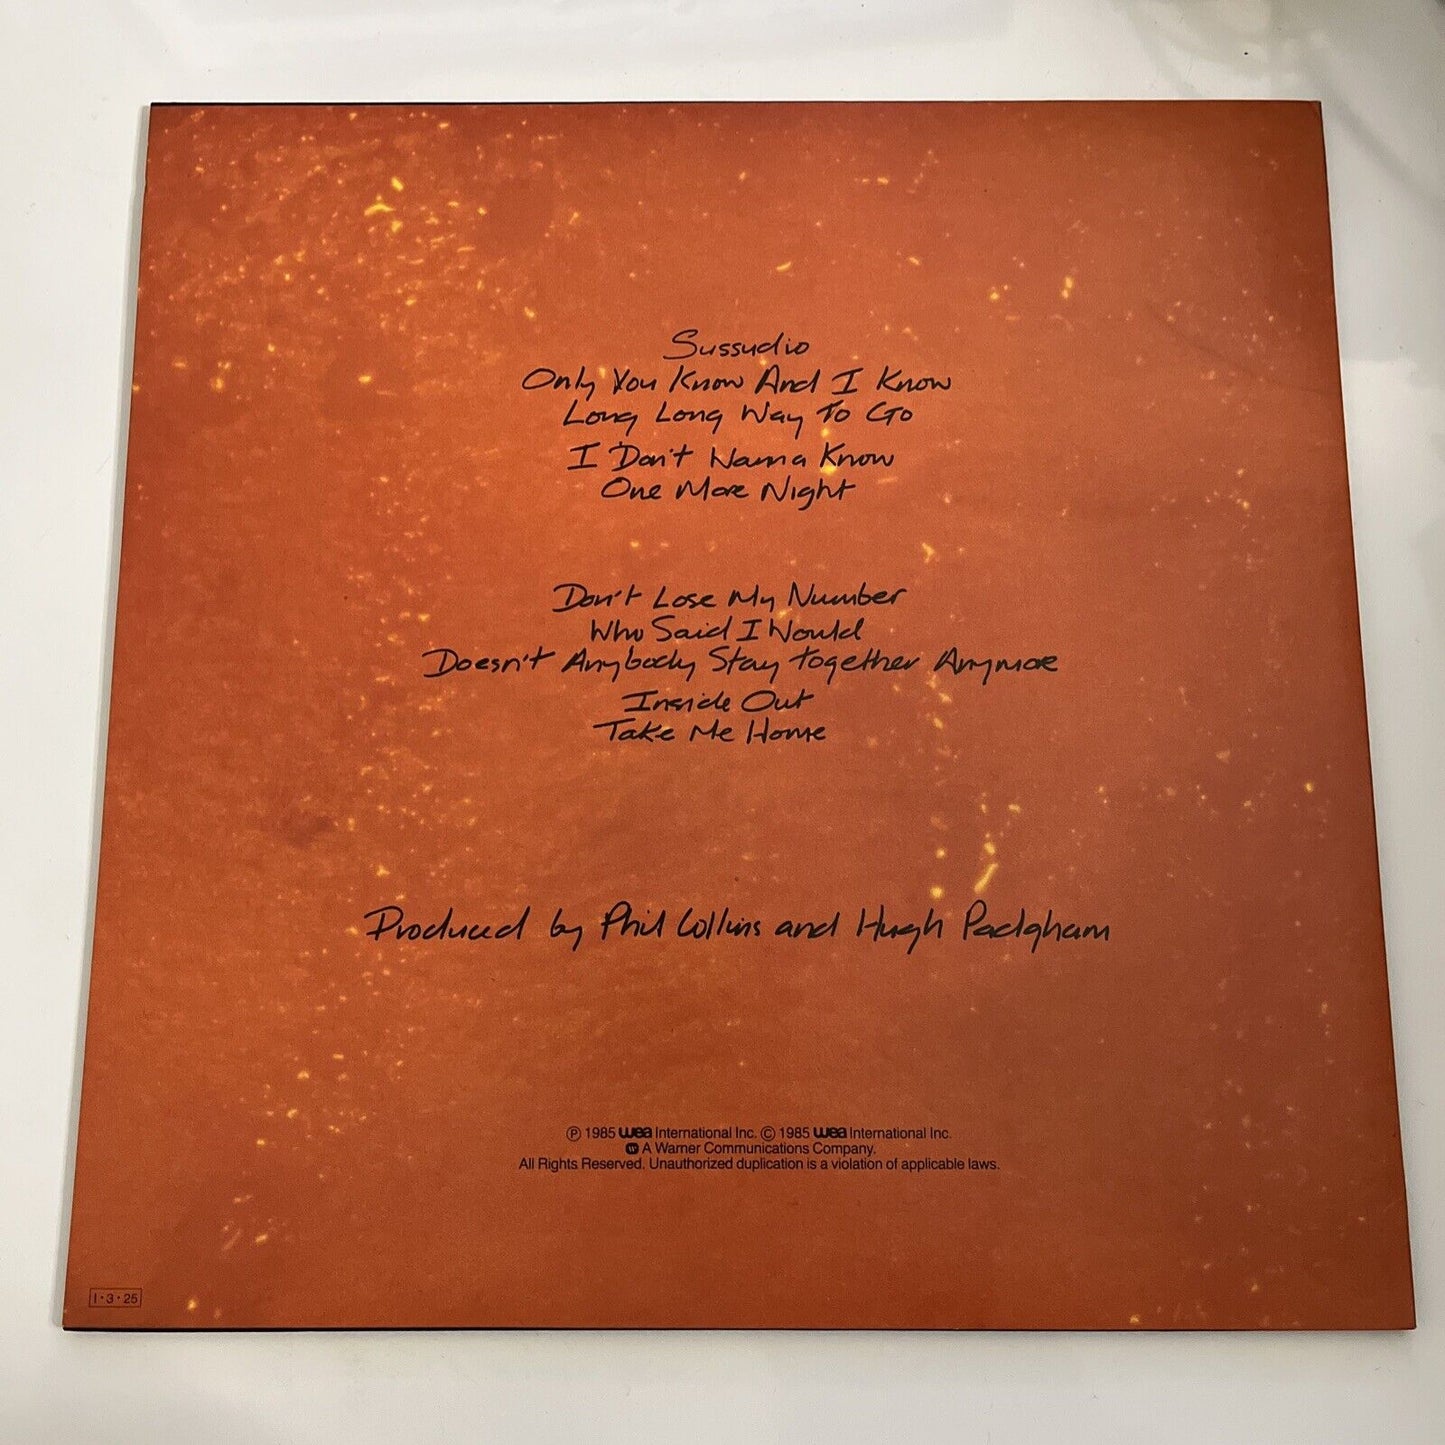 Sussudio
Only You Know And I Know
Long Long Way To Go
I Don't Wanna Know
One More Night
Don't Lose My Number
Who Said I Would
Doesn't Anybody Stay Together Anymore
Inside Out
Take Me Home
Produced by Phil Collins and Hugh Padgham
℗ 1985 wea International Inc. © 1985 wea International Inc.
W A Warner Communications Company.
All Rights Reserved. Unauthorized duplication is a violation of applicable laws.
I·3·25